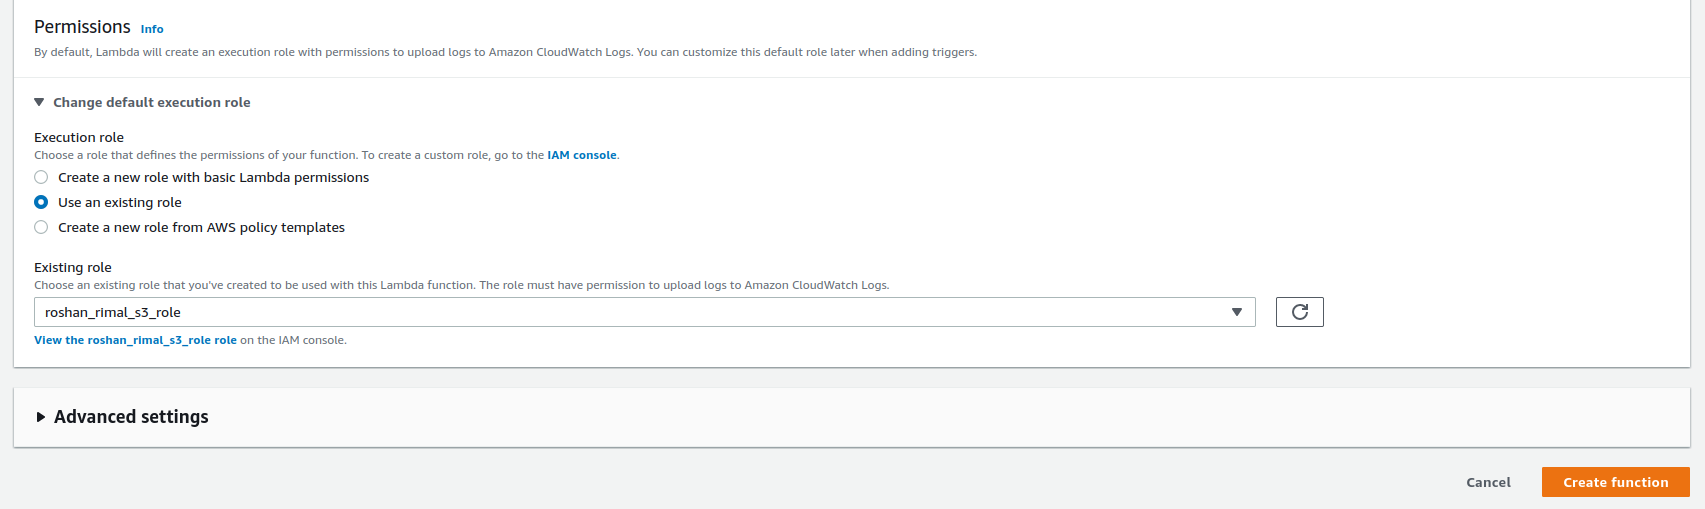 Permissions Info
By default, Lambda will create an execution role with permissions to upload logs to Amazon CloudWatch Logs. You can customize this default role later when adding triggers.
Change default execution role
Execution role
Choose a role that defines the permissions of your function. To create a custom role, go to the IAM console.
Create a new role with basic Lambda permissions
Use an existing role
Create a new role from AWS policy templates
Existing role
Choose an existing role that you've created to be used with this Lambda function. The role must have permission to upload logs to Amazon CloudWatch Logs.
roshan_rimal_s3_role
View the roshan_rimal_s3_role role on the IAM console.
Advanced settings
Cancel Create function